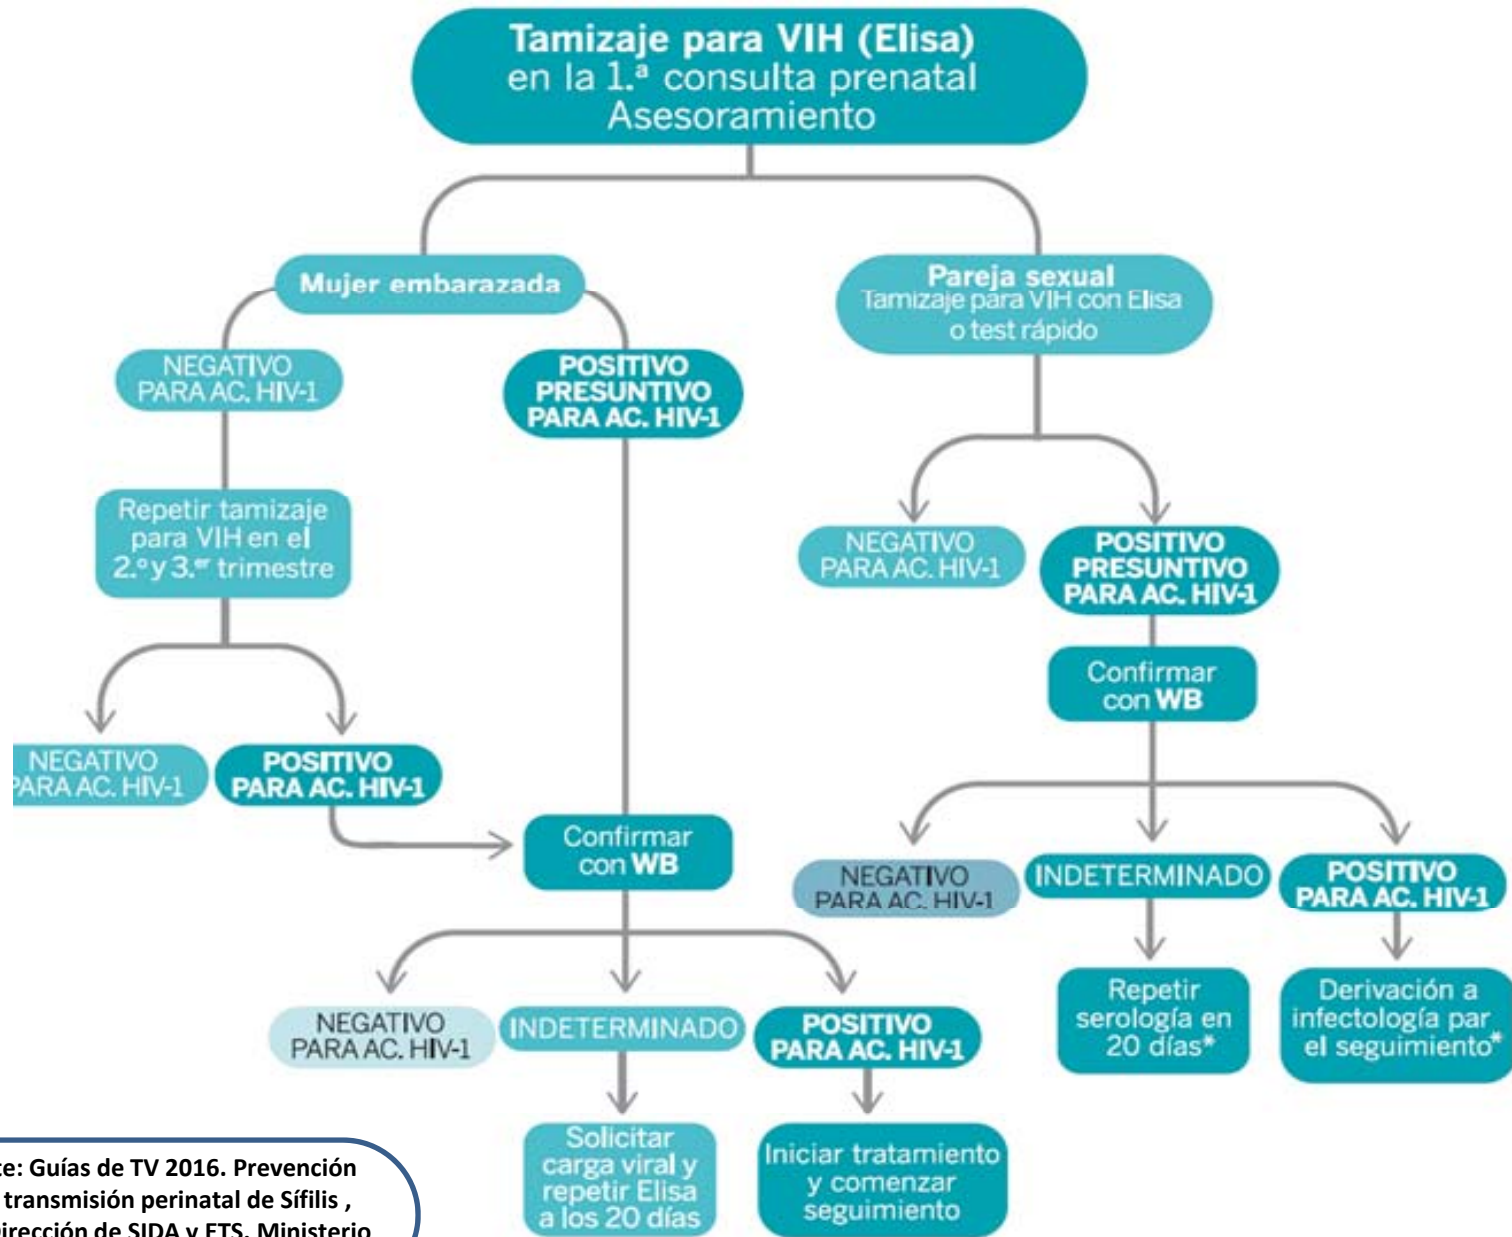 Tamizaje para VIH (Elisa)
en la 1.ª consulta prenatal
Asesoramiento
Mujer embarazada
Pareja sexual
Tamizaje para VIH con Elisa
o test rápido
NEGATIVO
PARA AC. HIV-1
POSITIVO
PRESUNTIVO
PARA AC. HIV-1
Repetir tamizaje
para VIH en el
2.º y 3.er trimestre
NEGATIVO
PARA AC. HIV-1
POSITIVO
PRESUNTIVO
PARA AC. HIV-1
Confirmar
con WB
NEGATIVO
PARA AC. HIV-1
POSITIVO
PARA AC. HIV-1
Confirmar
con WB
NEGATIVO
PARA AC. HIV-1
INDETERMINADO
POSITIVO
PARA AC. HIV-1
Repetir
serología en
20 días*
Derivación a
infectología par
el seguimiento*
NEGATIVO
PARA AC. HIV-1
INDETERMINADO
POSITIVO
PARA AC. HIV-1
Solicitar
carga viral y
repetir Elisa
a los 20 días
Iniciar tratamiento
y comenzar
seguimiento
te: Guías de TV 2016. Prevención
transmisión perinatal de Sífilis ,
Dirección de SIDA y ETS. Ministerio